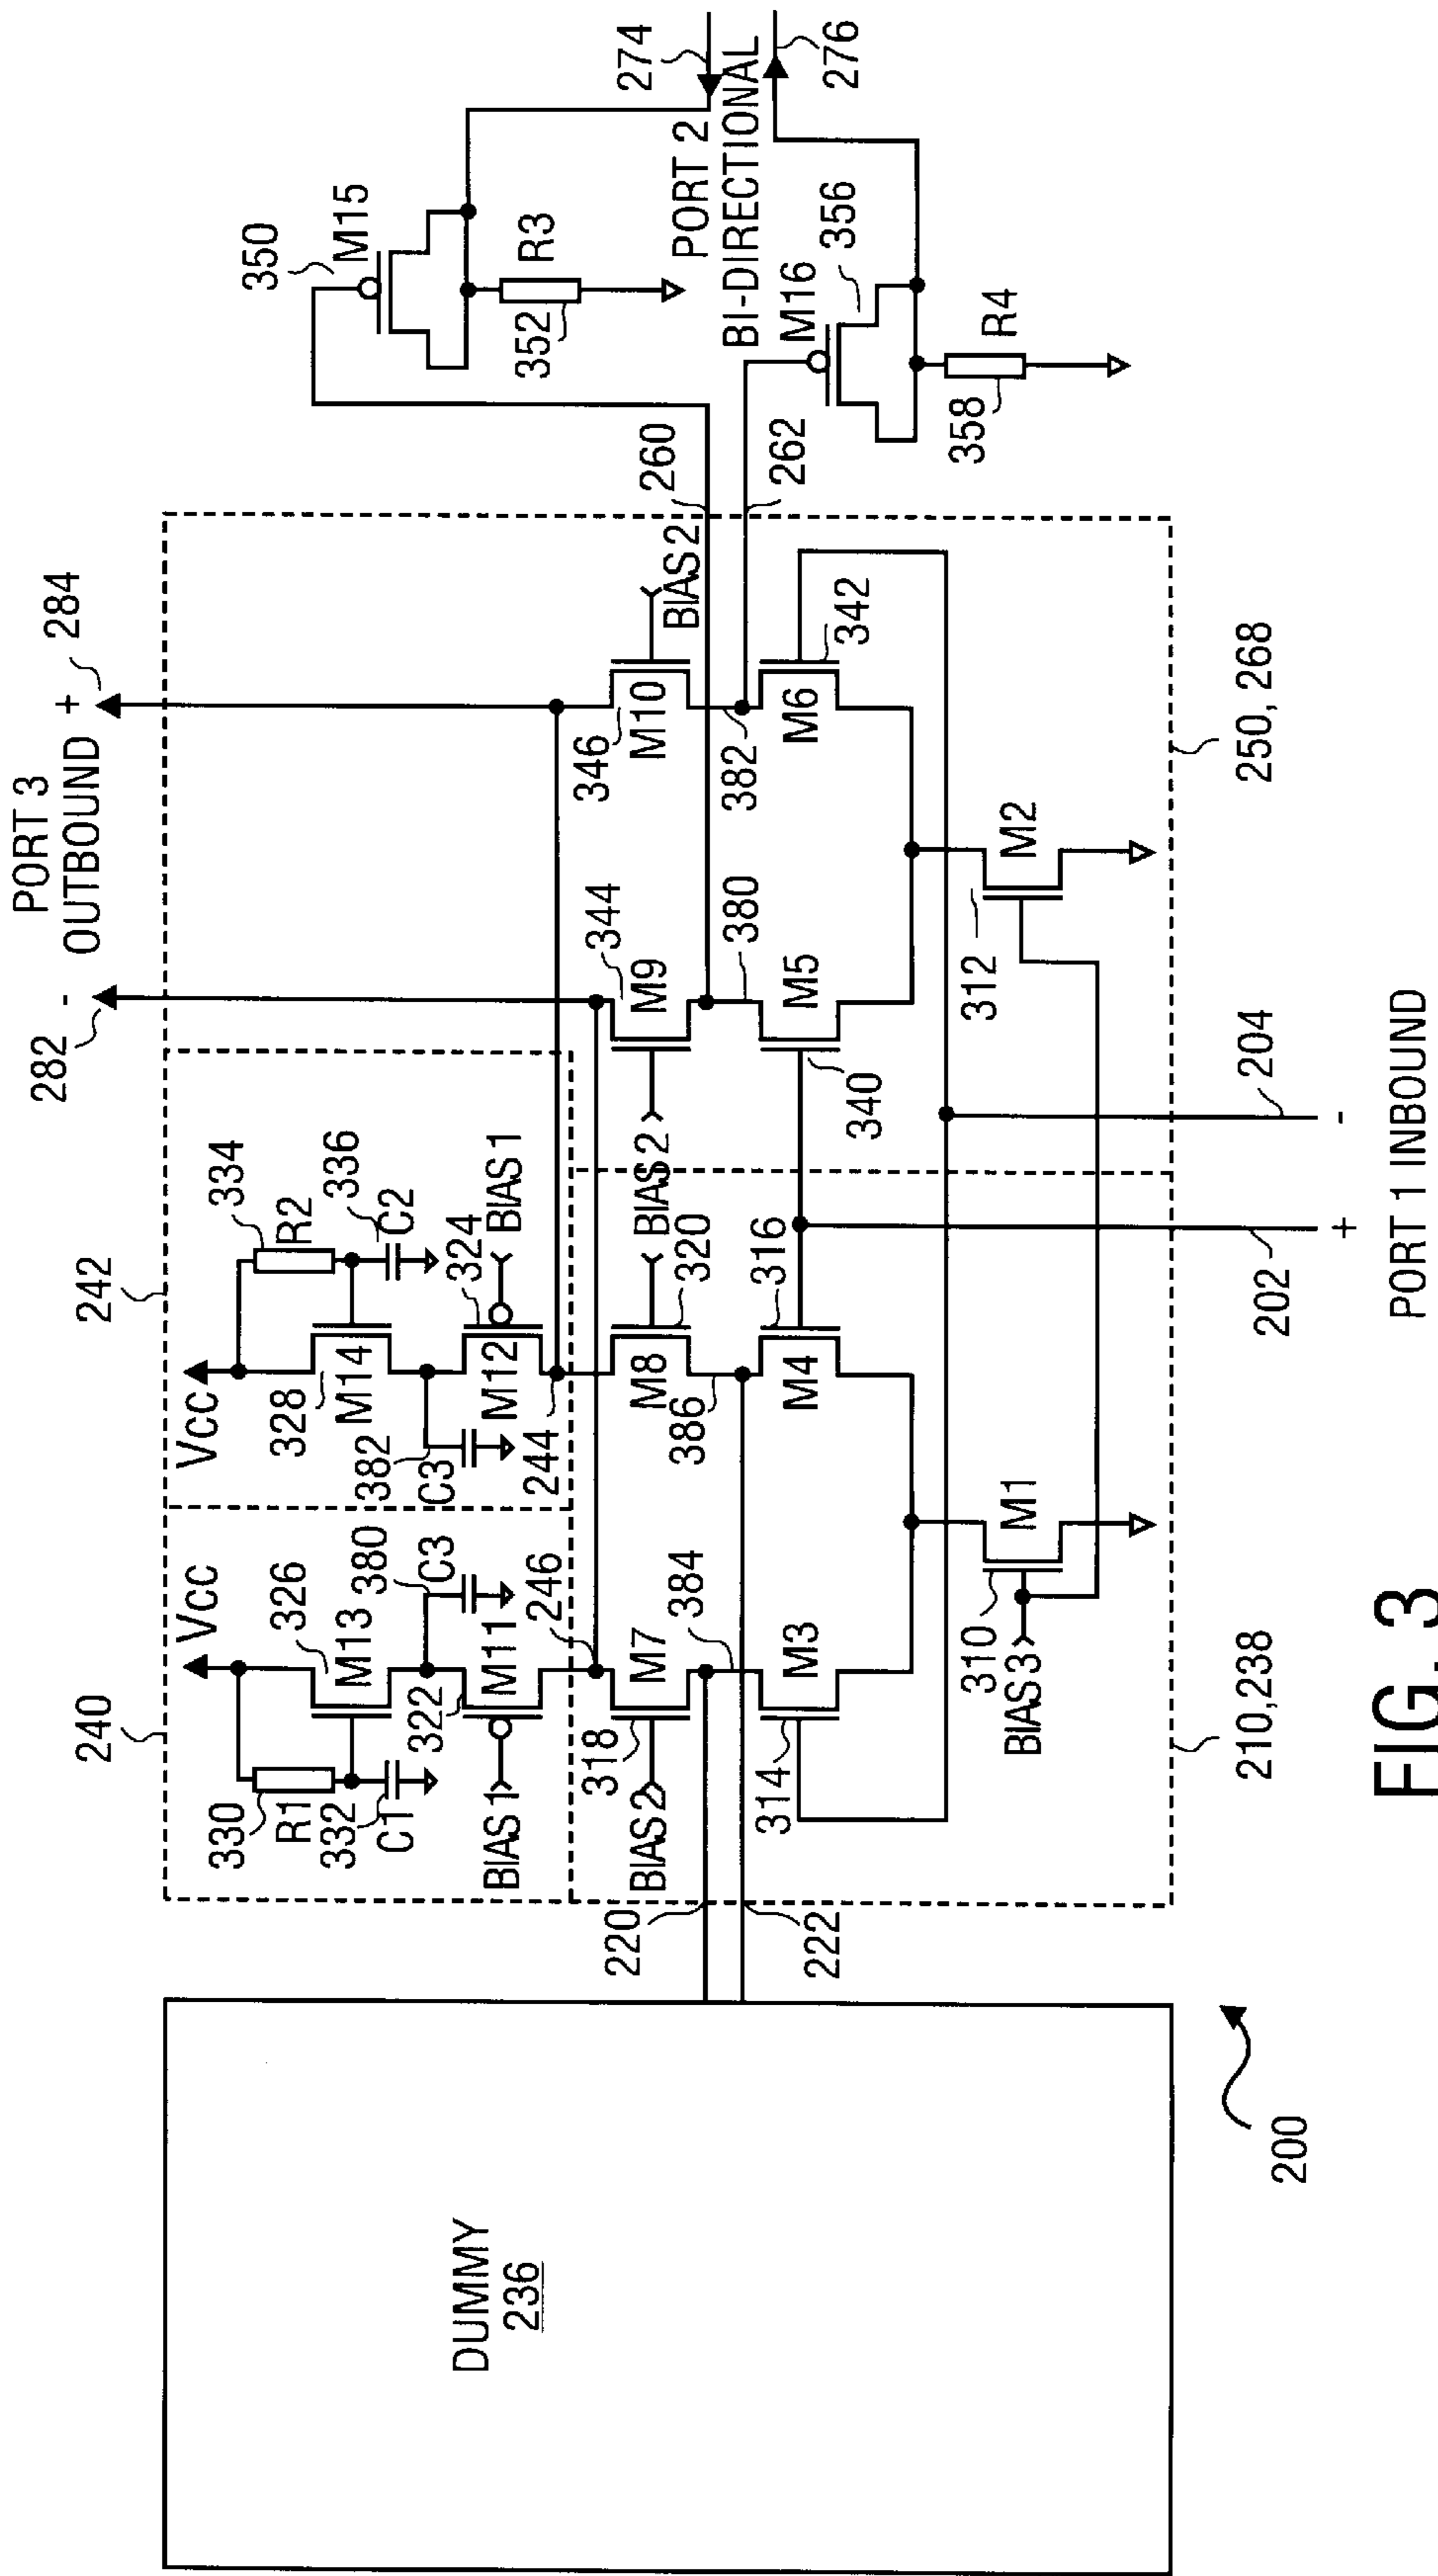 PORT 3
- OUTBOUND +
282
284
240
242
Vcc
Vcc
330
R1
332
C1
326
M13
380
C3
322
M11
BIAS1
246
334
R2
336
C2
328
M14
382
C3
324
M12
BIAS1
244
318
M7
BIAS2
384
M8
320
386
BIAS2
M9
344
346
M10
BIAS2
260
262
220
222
314
M3
M4
316
340
M5
380
382
M6
342
310
BIAS3
M1
312
M2
350
M15
352
R3
274
PORT 2
BI-DIRECTIONAL
276
M16
356
358
R4
DUMMY
236
200
210,238
250, 268
202
204
+
-
PORT 1 INBOUND
FIG. 3